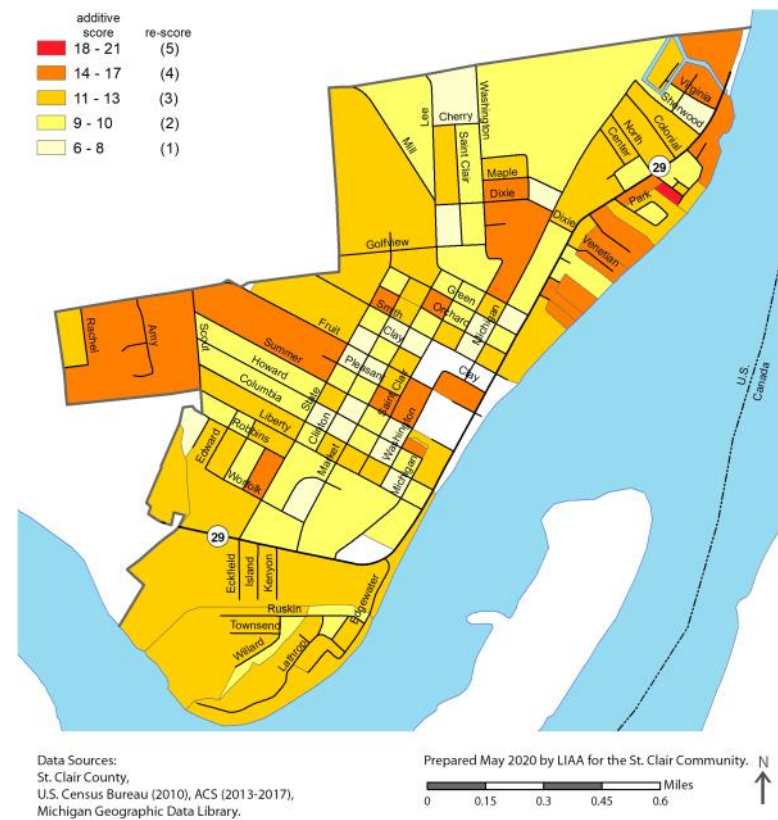 additive
score re-score
18 - 21 (5)
14 - 17 (4)
11 - 13 (3)
9 - 10 (2)
6 - 8 (1)
Virginia
Sherwood
Colonial
North
Center
29
Park
Washington
Lee
Cherry
Saint Clair
Mill
Maple
Dixie
Dixie
Venetian
Golfview
Green
Orchard
Michigan
Smith
Fruit
Clay
Clay
Rachel
Amy
Scout
Summer
Pleasant
Saint Clair
Howard
State
Columbia
Washington
Clinton
Liberty
Robbins
Edward
Market
Michigan
29
Eckfield
Island
Kenyon
Edgewater
Ruskin
Townsend
Willard
Lathrop
U.S.
Canada
Data Sources:
St. Clair County,
U.S. Census Bureau (2010), ACS (2013-2017),
Michigan Geographic Data Library.
Prepared May 2020 by LIAA for the St. Clair Community.
N
Miles
0 0.15 0.3 0.45 0.6